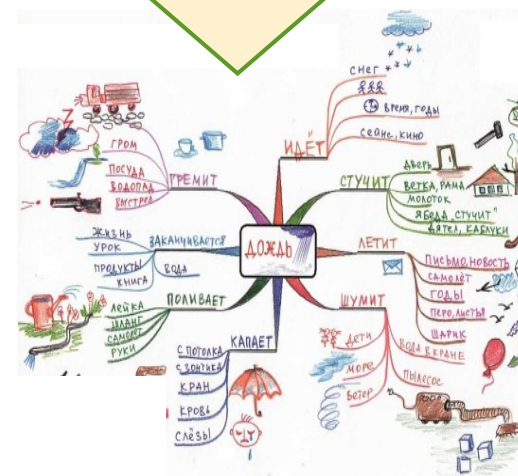 ДОЖДЬ
ИДЁТ
СНЕГ
ВРЕМЯ, ГОДЫ
СЕАНС, КИНО
СТУЧИТ
ДВЕРЬ
ВЕТКА, РАМА
МОЛОТОК
ЯБЕДА „СТУЧИТ"
ДЯТЕЛ, КАБЛУКИ
ЛЕТИТ
ПИСЬМО, НОВОСТЬ
САМОЛЁТ
ГОДЫ
ПЕРО, ЛИСТЬЯ
ШАРИК
ШУМИТ
ДЕТИ
МОРЕ
ВЕТЕР
ВОДА В КРАНЕ
ПЫЛЕСОС
КАПАЕТ
С ПОТОЛКА
С ЗОНТИКА
КРАН
КРОВЬ
СЛЁЗЫ
ПОЛИВАЕТ
ЛЕЙКА
ШЛАНГ
САМОЛЕТ
РУКИ
ЗАКАНЧИВАЕТСЯ
ЖИЗНЬ
УРОК
ПРОДУКТЫ
КНИГА
ВОДА
ГРЕМИТ
ГРОМ
ПОСУДА
ВОДОПАД
ВЫСТРЕЛ